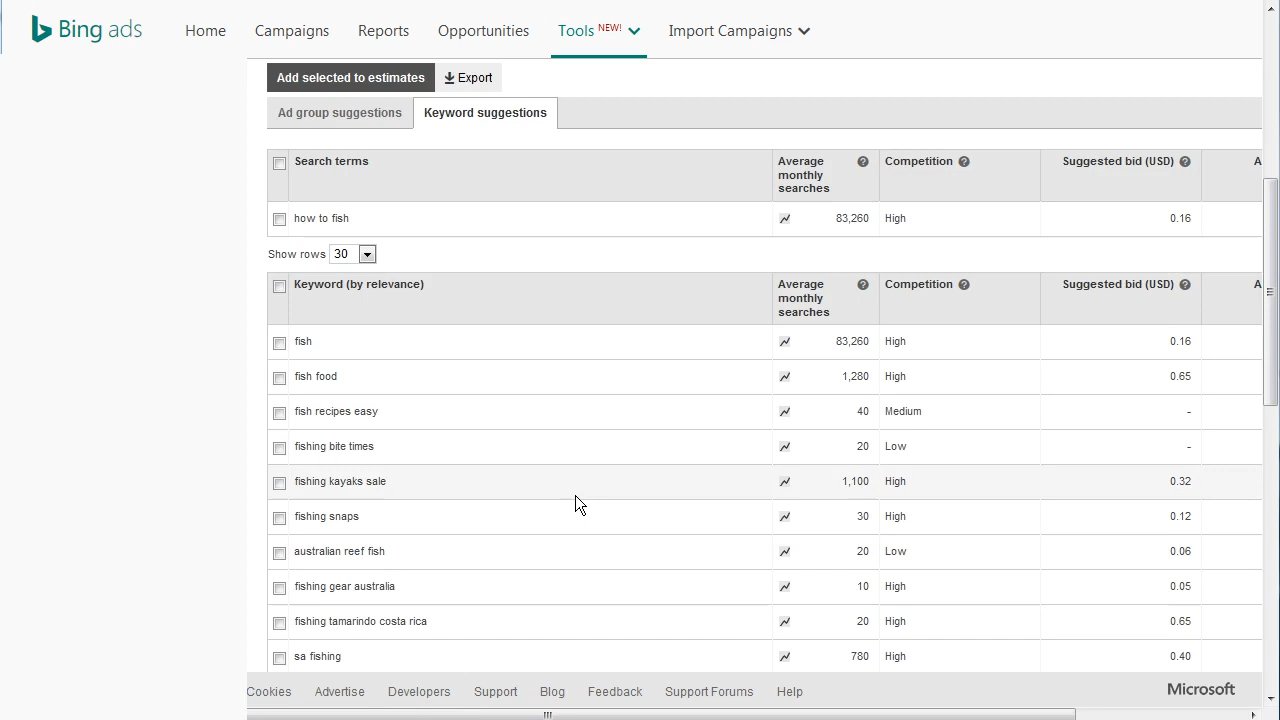 Bing ads Home Campaigns Reports Opportunities Tools NEW! Import Campaigns
Add selected to estimates Export
Ad group suggestions Keyword suggestions
Search terms Average monthly searches Competition Suggested bid (USD) A
how to fish 83,260 High 0.16
Show rows 30
Keyword (by relevance) Average monthly searches Competition Suggested bid (USD) A
fish 83,260 High 0.16
fish food 1,280 High 0.65
fish recipes easy 40 Medium -
fishing bite times 20 Low -
fishing kayaks sale 1,100 High 0.32
fishing snaps 30 High 0.12
australian reef fish 20 Low 0.06
fishing gear australia 10 High 0.05
fishing tamarindo costa rica 20 High 0.65
sa fishing 780 High 0.40
Cookies Advertise Developers Support Blog Feedback Support Forums Help Microsoft